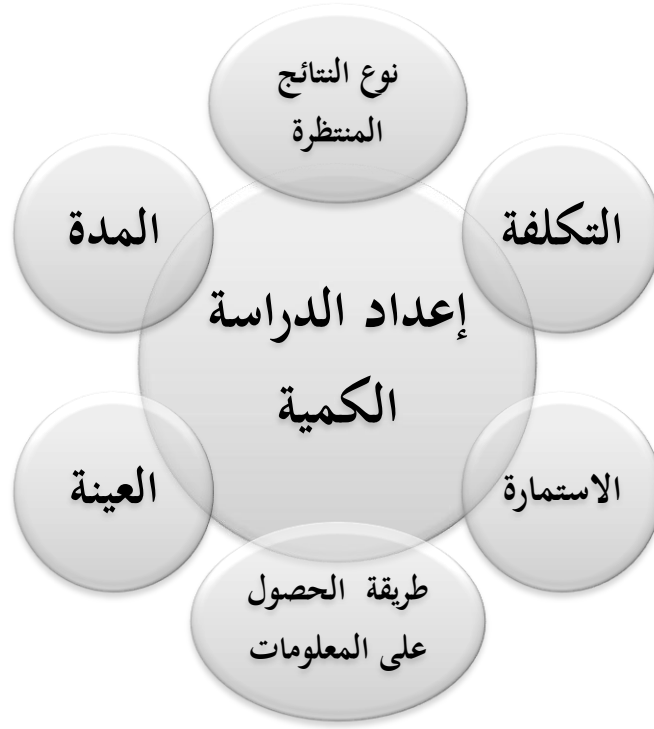 نوع النتائج
المنتظرة
التكلفة
المدة
إعداد الدراسة
الكمية
الاستمارة
العينة
طريقة الحصول
على المعلومات